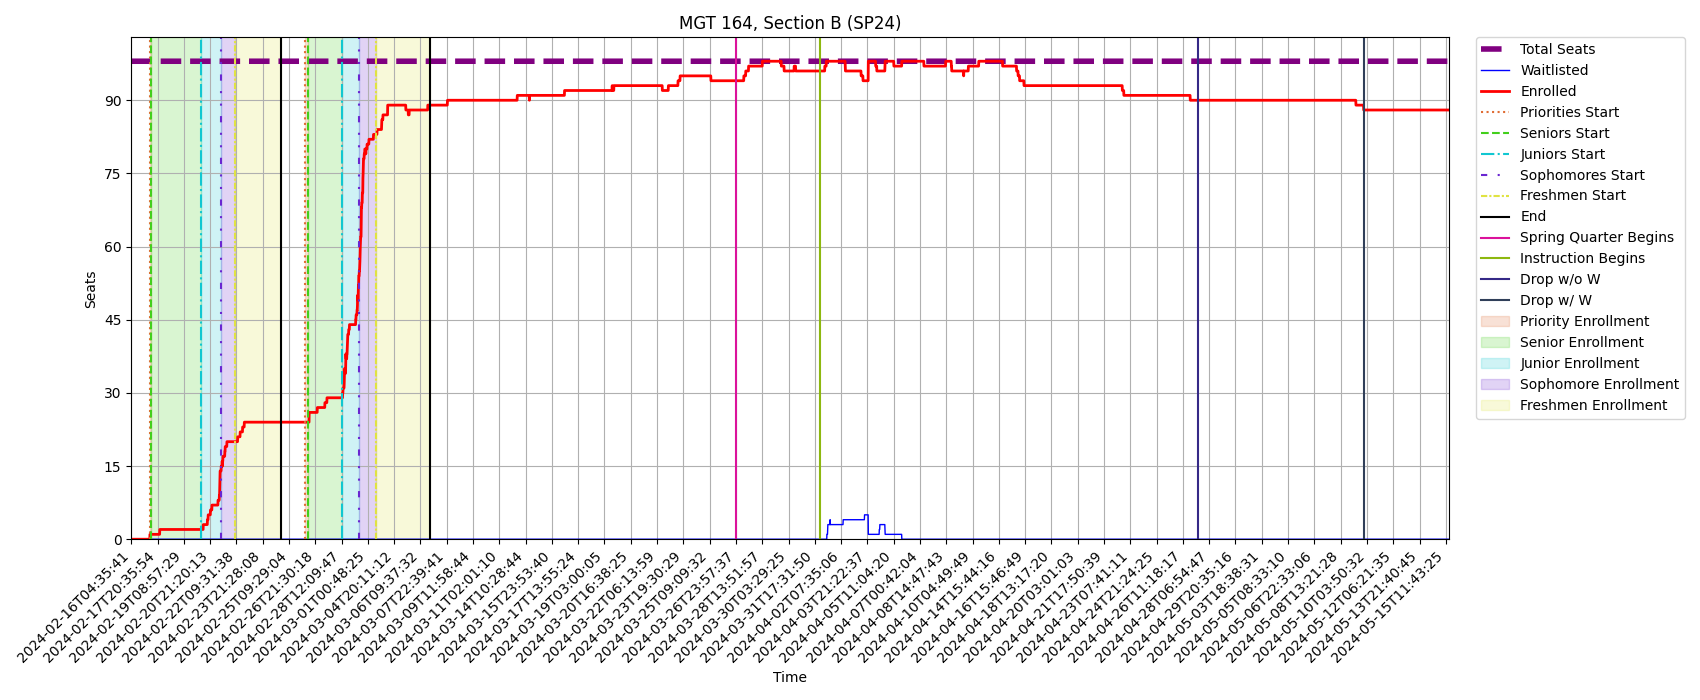 MGT 164, Section B (SP24)
Seats
90
75
60
45
30
15
0
2024-02-16T04:35:41
2024-02-17T20:35:54
2024-02-19T08:57:29
2024-02-20T21:20:13
2024-02-22T09:31:38
2024-02-23T21:28:08
2024-02-25T09:29:04
2024-02-26T21:30:18
2024-02-28T12:09:47
2024-03-01T00:48:25
2024-03-04T20:11:12
2024-03-06T09:37:32
2024-03-07T22:39:41
2024-03-09T11:58:44
2024-03-11T02:01:10
2024-03-14T10:28:44
2024-03-15T23:53:40
2024-03-17T13:55:24
2024-03-19T03:00:05
2024-03-20T16:38:25
2024-03-22T06:13:59
2024-03-23T19:30:29
2024-03-25T09:09:32
2024-03-26T23:57:37
2024-03-28T13:51:57
2024-03-30T03:29:25
2024-03-31T17:31:50
2024-04-02T07:35:06
2024-04-03T21:22:37
2024-04-05T11:04:20
2024-04-07T00:42:04
2024-04-08T14:47:43
2024-04-10T04:49:49
2024-04-14T15:44:16
2024-04-16T15:46:49
2024-04-18T13:17:20
2024-04-20T03:01:03
2024-04-21T17:50:39
2024-04-23T07:41:11
2024-04-24T21:24:25
2024-04-26T11:18:17
2024-04-28T06:54:47
2024-04-29T20:35:16
2024-05-03T18:38:31
2024-05-05T08:33:10
2024-05-06T22:33:06
2024-05-08T13:21:28
2024-05-10T03:50:32
2024-05-12T06:21:35
2024-05-13T21:40:45
2024-05-15T11:43:25
Time
Total Seats
Waitlisted
Enrolled
Priorities Start
Seniors Start
Juniors Start
Sophomores Start
Freshmen Start
End
Spring Quarter Begins
Instruction Begins
Drop w/o W
Drop w/ W
Priority Enrollment
Senior Enrollment
Junior Enrollment
Sophomore Enrollment
Freshmen Enrollment